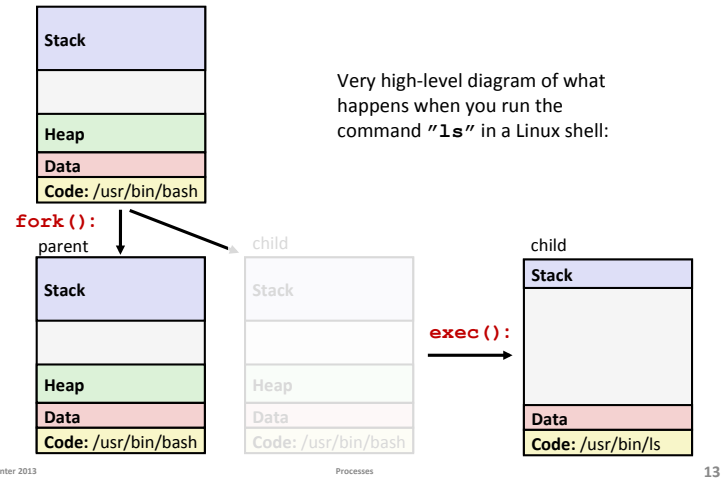 Stack
Heap
Data
Code: /usr/bin/bash
Very high-level diagram of what
happens when you run the
command "ls" in a Linux shell:
fork():
parent
Stack
Heap
Data
Code: /usr/bin/bash
child
Stack
Heap
Data
Code: /usr/bin/bash
exec():
child
Stack
Data
Code: /usr/bin/ls
nter 2013
Processes
13